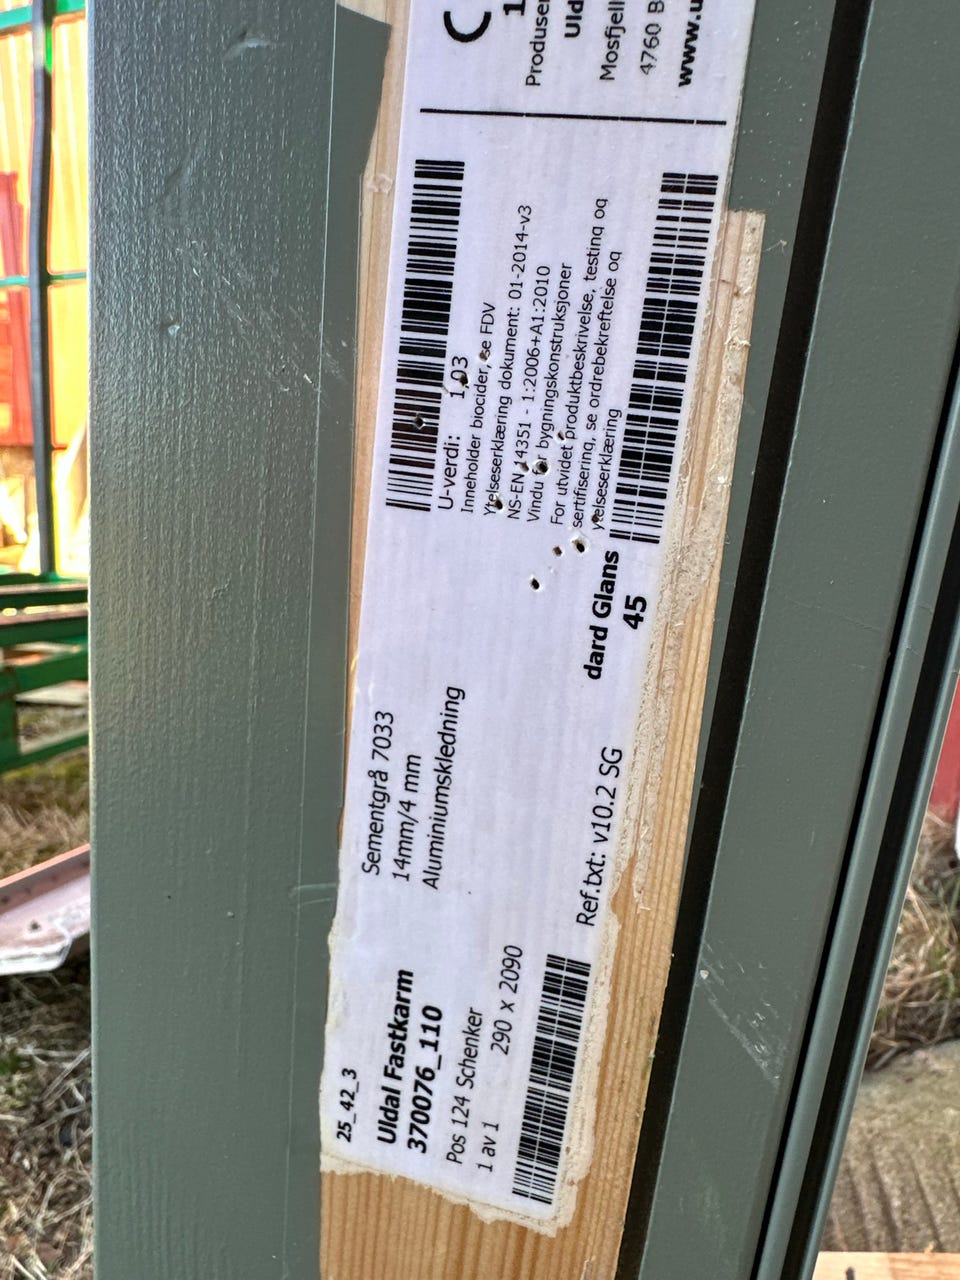 25_42_3
Uldal Fastkarm
370076_110
Pos 124 Schenker
1 av 1
290 x 2090
Sementgrå 7033
14mm/4 mm
Aluminiumskledning
Ref.txt: v10.2 SG
dard Glans
45
U-verdi: 1,03
Inneholder biocider, se FDV
Ytelseserklæring dokument: 01-2014-v3
NS-EN 14351 - 1:2006+A1:2010
Vindu for bygningskonstruksjoner
For utvidet produktbeskrivelse, testing og
sertifisering, se ordrebekreftelse og
ytelseserklæring
C
1
Produsen
Uld
Mosfjell
4760 B
www.u